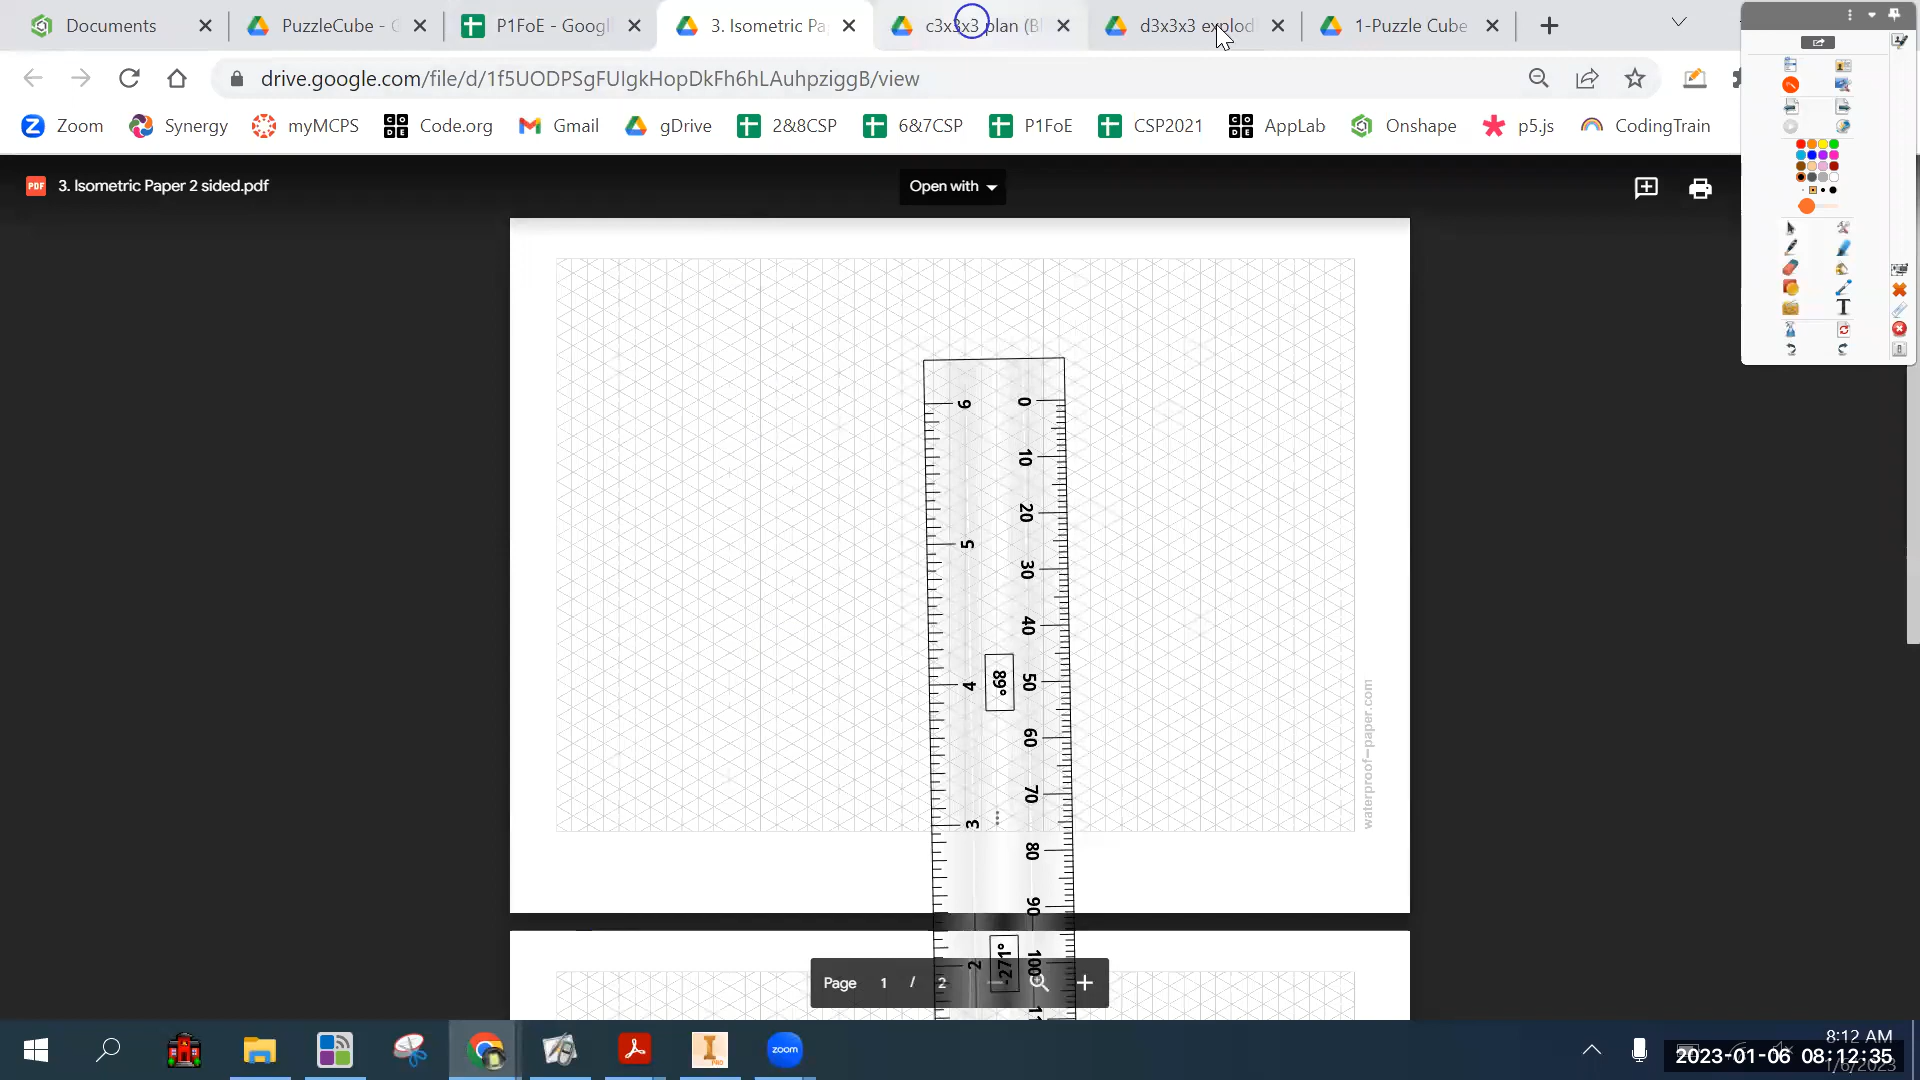 Documents
PuzzleCube - G
P1FoE - Googl
3. Isometric Pa
c3x3x3 plan (B
d3x3x3 explod
1-Puzzle Cube
drive.google.com/file/d/1f5UODPSgFUIgkHopDkFh6hLAuhpziggB/view
Zoom
Synergy
myMCPS
Code.org
Gmail
gDrive
2&8CSP
6&7CSP
P1FoE
CSP2021
AppLab
Onshape
p5.js
CodingTrain
PDF
3. Isometric Paper 2 sided.pdf
Open with
6
5
4
3
2
0
10
20
30
40
50
60
70
80
90
100
89°
-271°
waterproof-paper.com
Page 1 / 2
T
PRO
zoom
8:12 AM
2023-01-06 08:12:35